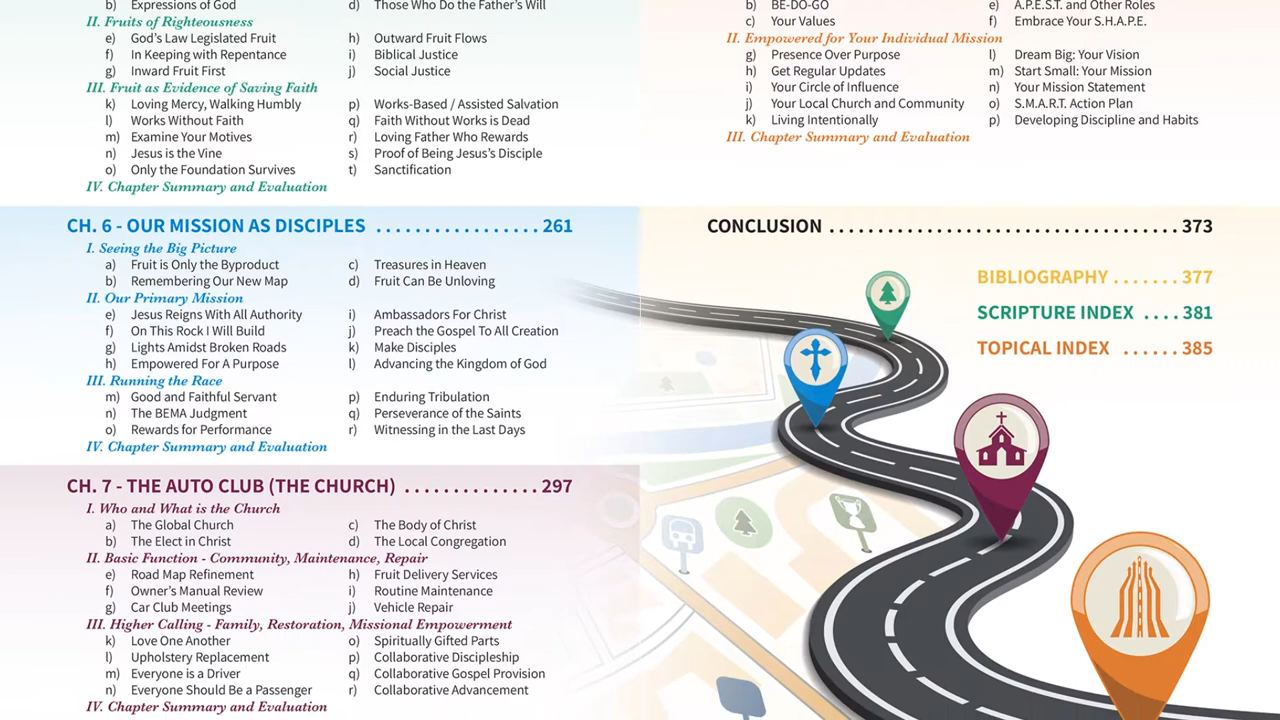 b) Expressions of God
d) Those Who Do the Father's Will
II. Fruits of Righteousness
e) God's Law Legislated Fruit
f) In Keeping with Repentance
g) Inward Fruit First
h) Outward Fruit Flows
i) Biblical Justice
j) Social Justice
III. Fruit as Evidence of Saving Faith
k) Loving Mercy, Walking Humbly
l) Works Without Faith
m) Examine Your Motives
n) Jesus is the Vine
o) Only the Foundation Survives
p) Works-Based / Assisted Salvation
q) Faith Without Works is Dead
r) Loving Father Who Rewards
s) Proof of Being Jesus's Disciple
t) Sanctification
IV. Chapter Summary and Evaluation
CH. 6 - OUR MISSION AS DISCIPLES ................. 261
I. Seeing the Big Picture
a) Fruit is Only the Byproduct
b) Remembering Our New Map
c) Treasures in Heaven
d) Fruit Can Be Unloving
II. Our Primary Mission
e) Jesus Reigns With All Authority
f) On This Rock I Will Build
g) Lights Amidst Broken Roads
h) Empowered For A Purpose
i) Ambassadors For Christ
j) Preach the Gospel To All Creation
k) Make Disciples
l) Advancing the Kingdom of God
III. Running the Race
m) Good and Faithful Servant
n) The BEMA Judgment
o) Rewards for Performance
p) Enduring Tribulation
q) Perseverance of the Saints
r) Witnessing in the Last Days
IV. Chapter Summary and Evaluation
CH. 7 - THE AUTO CLUB (THE CHURCH) .............. 297
I. Who and What is the Church
a) The Global Church
b) The Elect in Christ
c) The Body of Christ
d) The Local Congregation
II. Basic Function - Community, Maintenance, Repair
e) Road Map Refinement
f) Owner's Manual Review
g) Car Club Meetings
h) Fruit Delivery Services
i) Routine Maintenance
j) Vehicle Repair
III. Higher Calling - Family, Restoration, Missional Empowerment
k) Love One Another
l) Upholstery Replacement
m) Everyone is a Driver
n) Everyone Should Be a Passenger
o) Spiritually Gifted Parts
p) Collaborative Discipleship
q) Collaborative Gospel Provision
r) Collaborative Advancement
IV. Chapter Summary and Evaluation
b) BE-DO-GO
c) Your Values
e) A.P.E.S.T. and Other Roles
f) Embrace Your S.H.A.P.E.
II. Empowered for Your Individual Mission
g) Presence Over Purpose
h) Get Regular Updates
i) Your Circle of Influence
j) Your Local Church and Community
k) Living Intentionally
l) Dream Big: Your Vision
m) Start Small: Your Mission
n) Your Mission Statement
o) S.M.A.R.T. Action Plan
p) Developing Discipline and Habits
III. Chapter Summary and Evaluation
CONCLUSION ................................... 373
BIBLIOGRAPHY ....... 377
SCRIPTURE INDEX .... 381
TOPICAL INDEX ...... 385